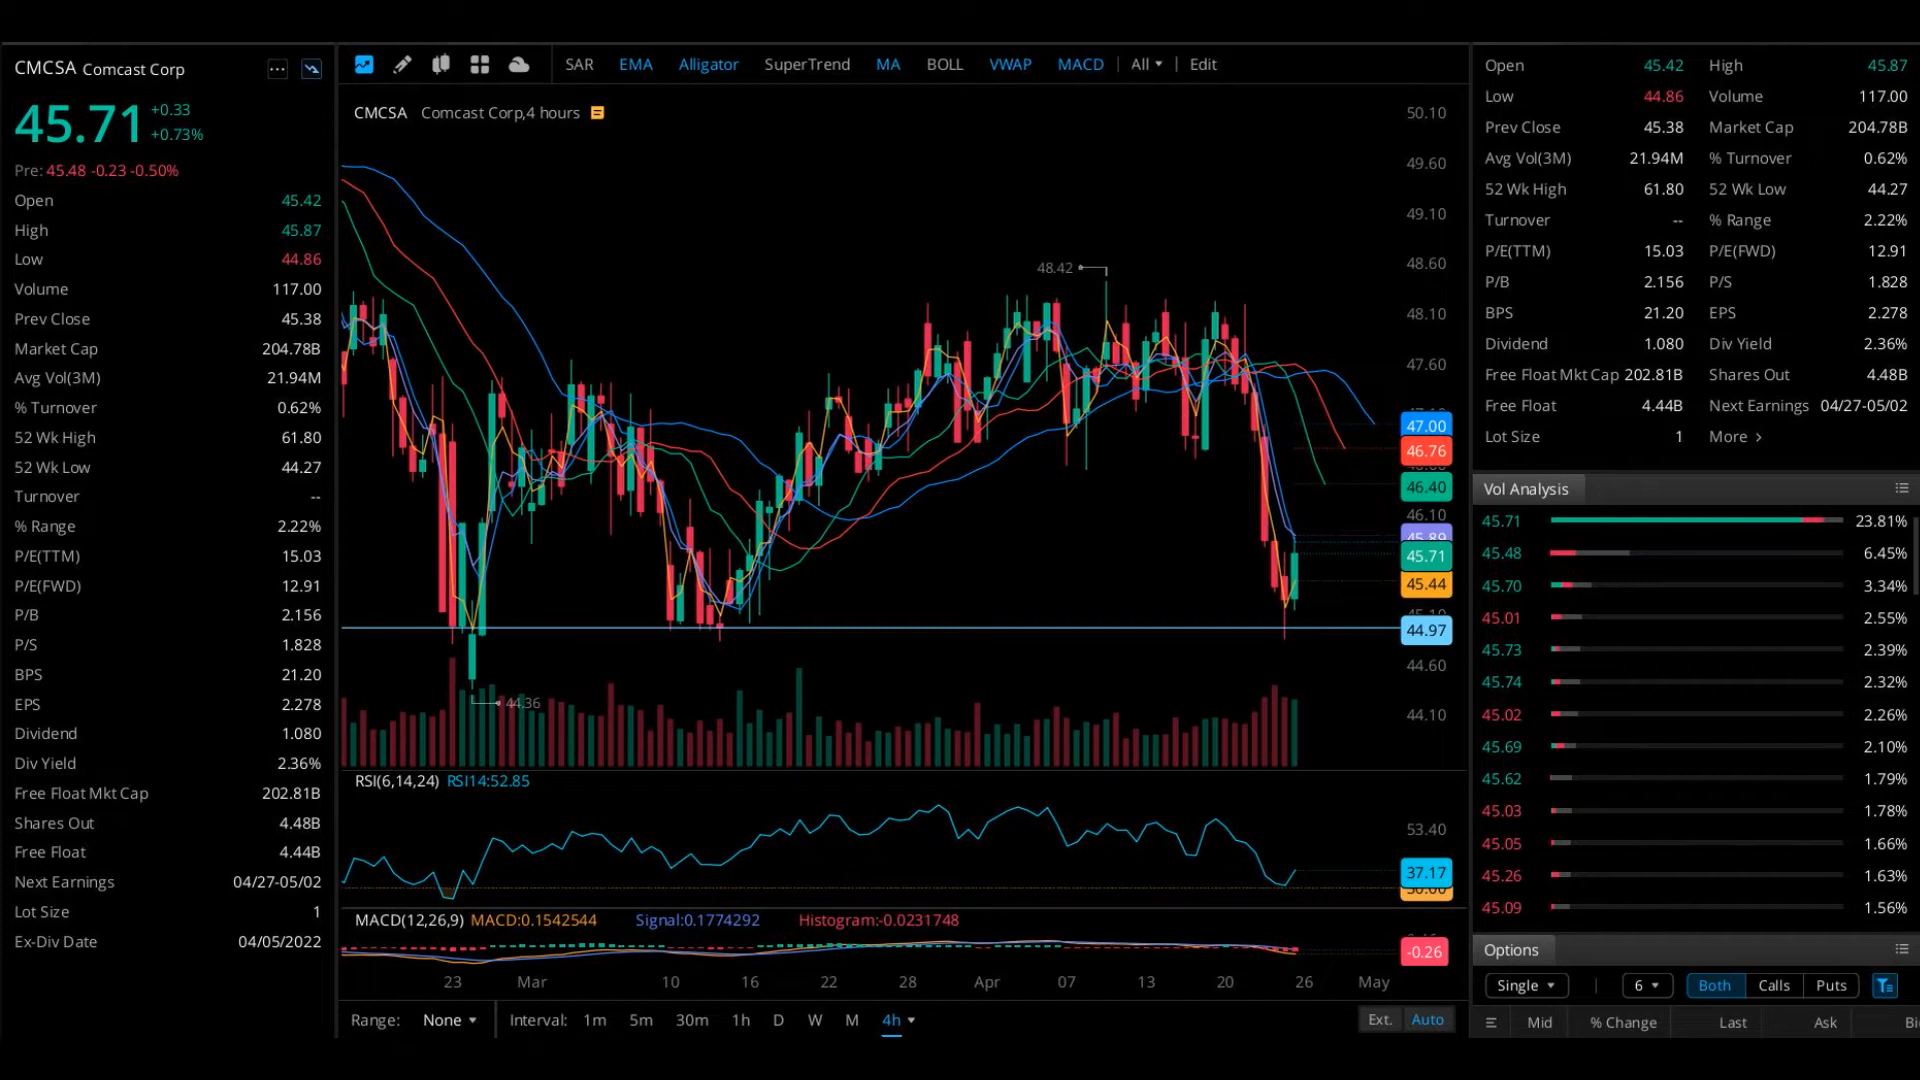 CMCSA Comcast Corp
45.71 +0.33
+0.73%
Pre: 45.48 -0.23 -0.50%
Open 45.42
High 45.87
Low 44.86
Volume 117.00
Prev Close 45.38
Market Cap 204.78B
Avg Vol(3M) 21.94M
% Turnover 0.62%
52 Wk High 61.80
52 Wk Low 44.27
Turnover --
% Range 2.22%
P/E(TTM) 15.03
P/E(FWD) 12.91
P/B 2.156
P/S 1.828
BPS 21.20
EPS 2.278
Dividend 1.080
Div Yield 2.36%
Free Float Mkt Cap 202.81B
Shares Out 4.48B
Free Float 4.44B
Next Earnings 04/27-05/02
Lot Size 1
Ex-Div Date 04/05/2022
SAR EMA Alligator SuperTrend MA BOLL VWAP MACD All Edit
CMCSA Comcast Corp,4 hours
50.10
49.60
49.10
48.60
48.42
48.10
47.60
47.00
46.76
46.40
46.10
45.89
45.71
45.44
44.97
44.60
44.36
44.10
RSI(6,14,24) RSI14:52.85
53.40
37.17
MACD(12,26,9) MACD:0.1542544 Signal:0.1774292 Histogram:-0.0231748
-0.26
23 Mar 10 16 22 28 Apr 07 13 20 26 May
Range: None Interval: 1m 5m 30m 1h D W M 4h Ext. Auto
Open 45.42 High 45.87
Low 44.86 Volume 117.00
Prev Close 45.38 Market Cap 204.78B
Avg Vol(3M) 21.94M % Turnover 0.62%
52 Wk High 61.80 52 Wk Low 44.27
Turnover -- % Range 2.22%
P/E(TTM) 15.03 P/E(FWD) 12.91
P/B 2.156 P/S 1.828
BPS 21.20 EPS 2.278
Dividend 1.080 Div Yield 2.36%
Free Float Mkt Cap 202.81B Shares Out 4.48B
Free Float 4.44B Next Earnings 04/27-05/02
Lot Size 1 More >
Vol Analysis
45.71 23.81%
45.48 6.45%
45.70 3.34%
45.01 2.55%
45.73 2.39%
45.74 2.32%
45.02 2.26%
45.69 2.10%
45.62 1.79%
45.03 1.78%
45.05 1.66%
45.26 1.63%
45.09 1.56%
Options
Single 6 Both Calls Puts
Mid % Change Last Ask